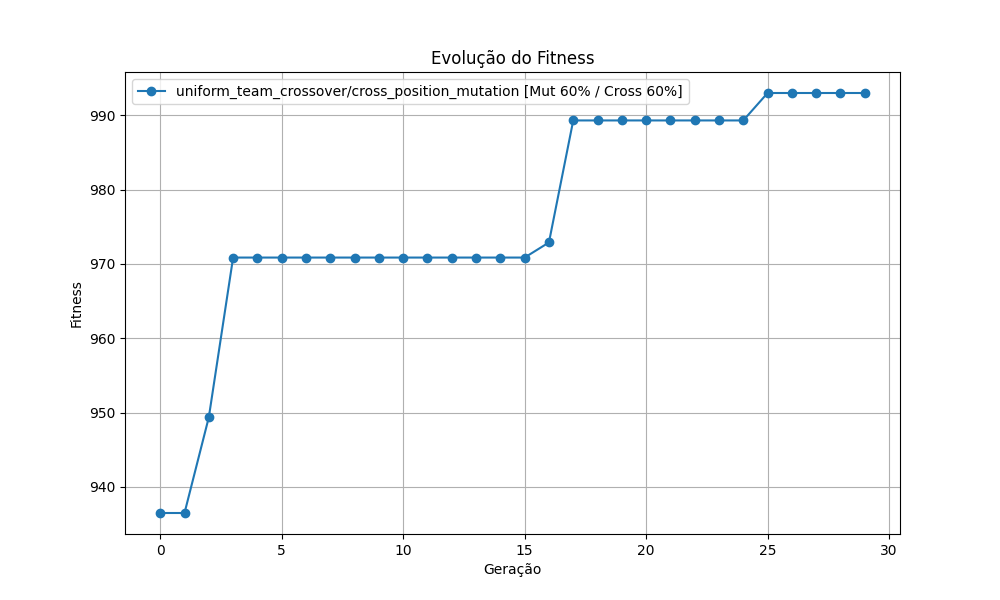 Evolução do Fitness
uniform_team_crossover/cross_position_mutation [Mut 60% / Cross 60%]
Fitness
990
980
970
960
950
940
0 5 10 15 20 25 30
Geração